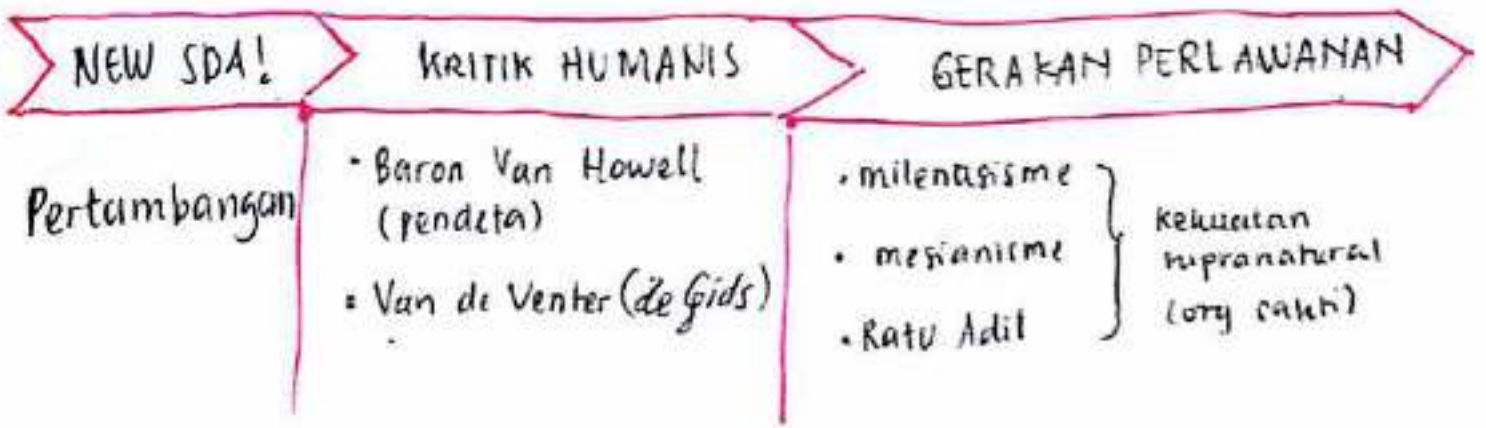 NEW SDA!
KRITIK HUMANIS
GERAKAN PERLAWANAN
Pertambangan
• Baron Van Howell
(pendeta)
• Van de Venter (de Gids)
• milenarisme
• mesianisme
• Ratu Adil
kekuatan
supranatural
(org sakti)